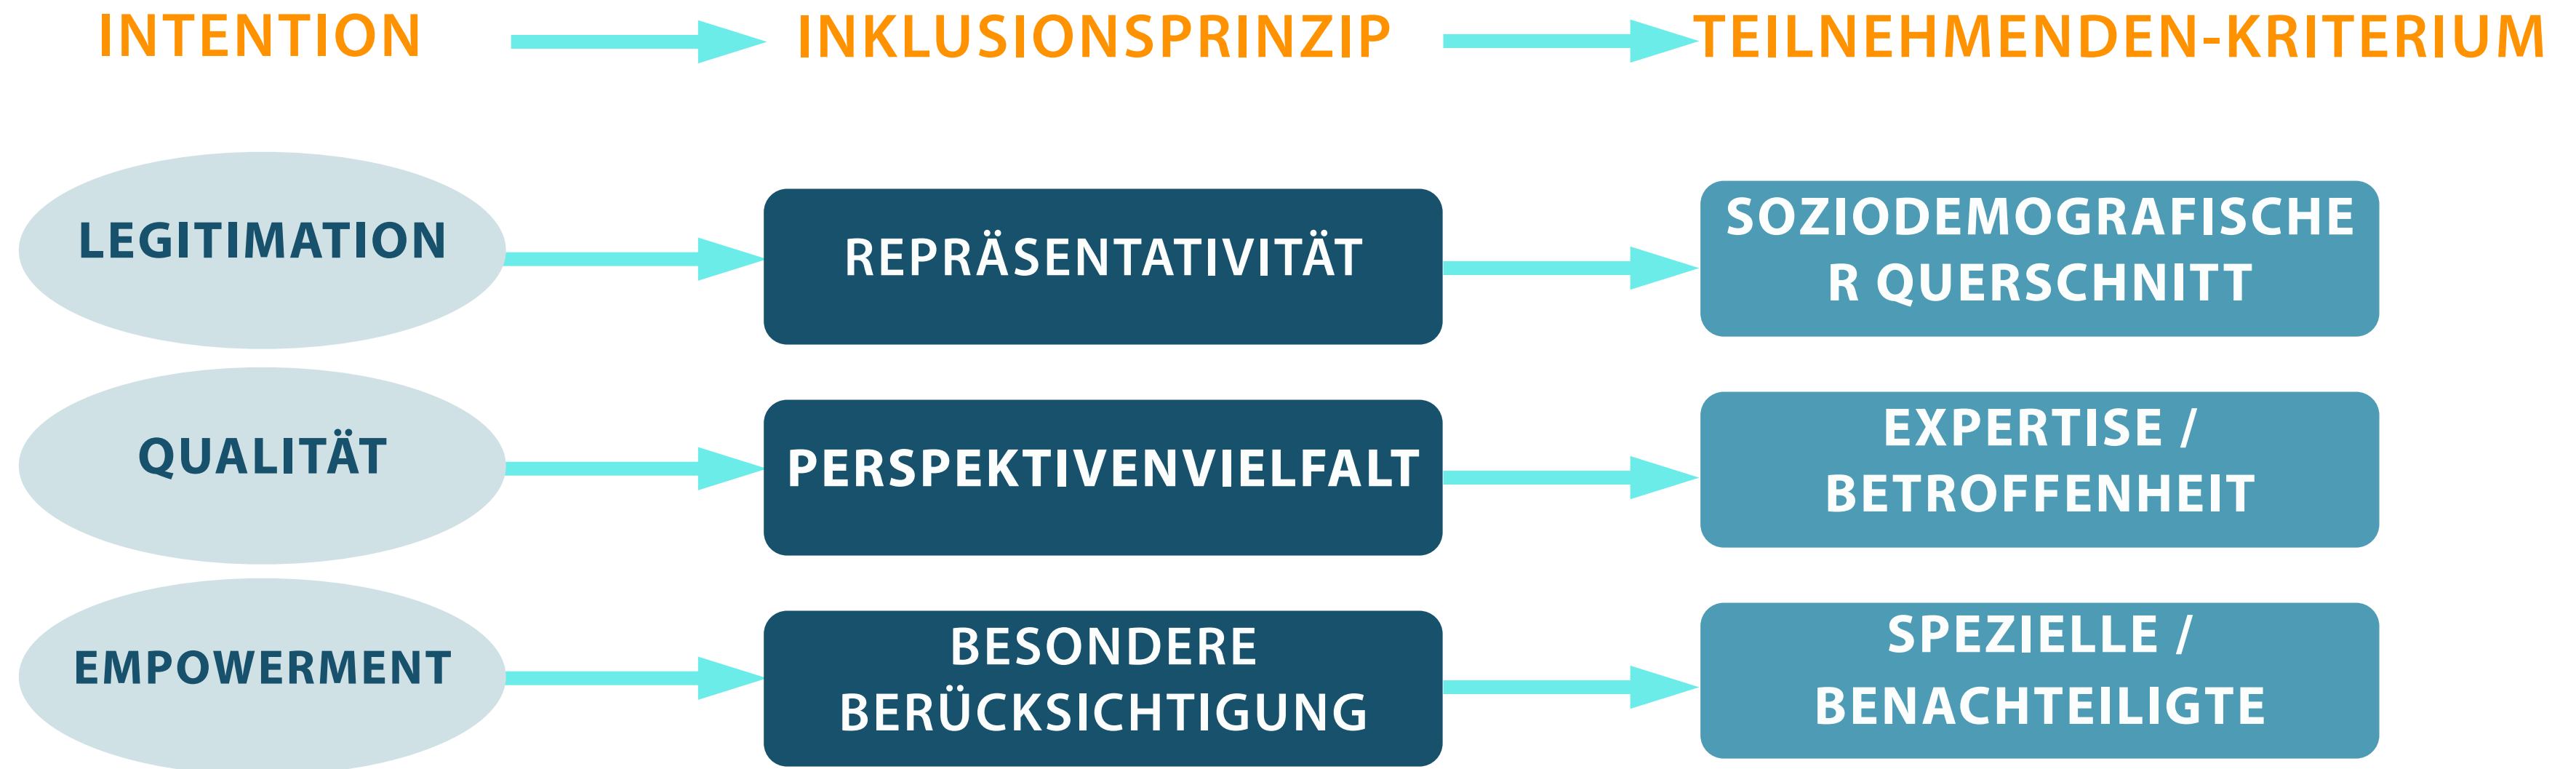 INTENTION
INKLUSIONSPRINZIP
TEILNEHMENDEN-KRITERIUM
LEGITIMATION
REPRÄSENTATIVITÄT
SOZIODEMOGRAFISCHE
R QUERSCHNITT
QUALITÄT
PERSPEKTIVENVIELFALT
EXPERTISE /
BETROFFENHEIT
EMPOWERMENT
BESONDERE
BERÜCKSICHTIGUNG
SPEZIELLE /
BENACHTEILIGTE